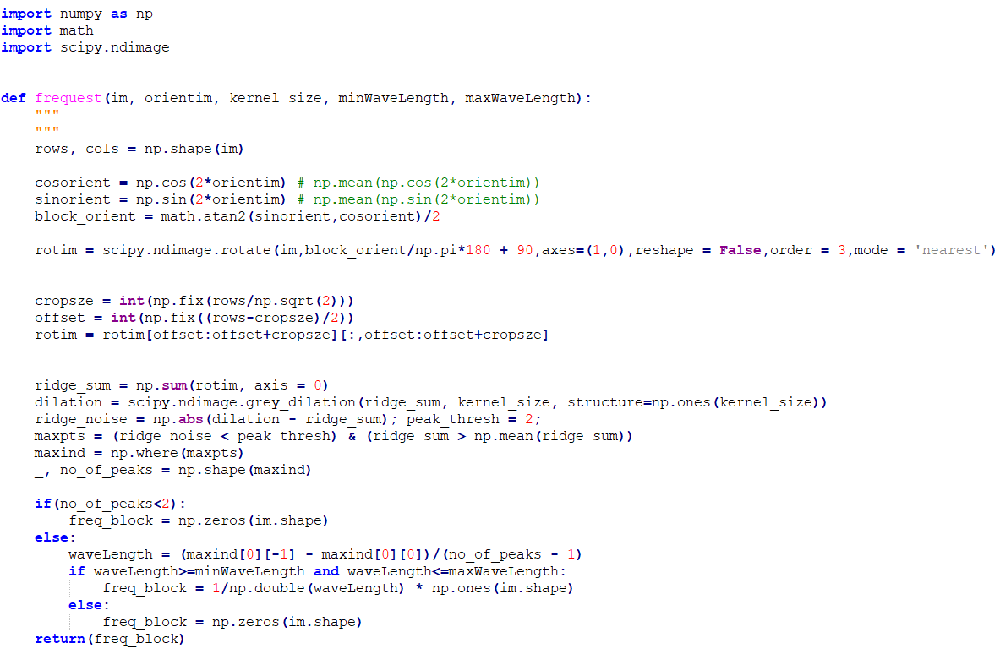 import numpy as np
import math
import scipy.ndimage
def frequest(im, orientim, kernel_size, minWaveLength, maxWaveLength):
    """
    """
    rows, cols = np.shape(im)
    cosorient = np.cos(2*orientim) # np.mean(np.cos(2*orientim))
    sinorient = np.sin(2*orientim) # np.mean(np.sin(2*orientim))
    block_orient = math.atan2(sinorient,cosorient)/2
    rotim = scipy.ndimage.rotate(im,block_orient/np.pi*180 + 90,axes=(1,0),reshape = False,order = 3,mode = 'nearest')
    cropsze = int(np.fix(rows/np.sqrt(2)))
    offset = int(np.fix((rows-cropsze)/2))
    rotim = rotim[offset:offset+cropsze][:,offset:offset+cropsze]
    ridge_sum = np.sum(rotim, axis = 0)
    dilation = scipy.ndimage.grey_dilation(ridge_sum, kernel_size, structure=np.ones(kernel_size))
    ridge_noise = np.abs(dilation - ridge_sum); peak_thresh = 2;
    maxpts = (ridge_noise < peak_thresh) & (ridge_sum > np.mean(ridge_sum))
    maxind = np.where(maxpts)
    _, no_of_peaks = np.shape(maxind)
    if(no_of_peaks<2):
        freq_block = np.zeros(im.shape)
    else:
        waveLength = (maxind[0][-1] - maxind[0][0])/(no_of_peaks - 1)
        if waveLength>=minWaveLength and waveLength<=maxWaveLength:
            freq_block = 1/np.double(waveLength) * np.ones(im.shape)
        else:
            freq_block = np.zeros(im.shape)
    return(freq_block)